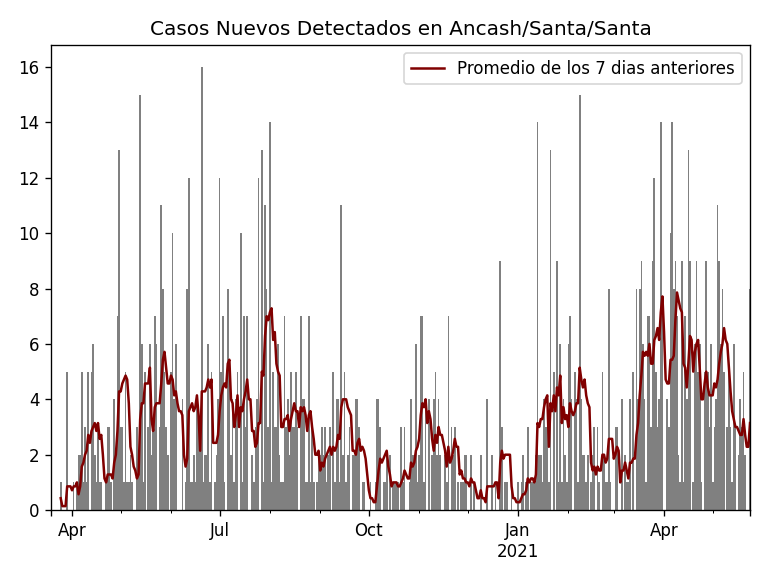 Casos Nuevos Detectados en Ancash/Santa/Santa
Promedio de los 7 dias anteriores
16
14
12
10
8
6
4
2
0
Apr
Jul
Oct
Jan
2021
Apr